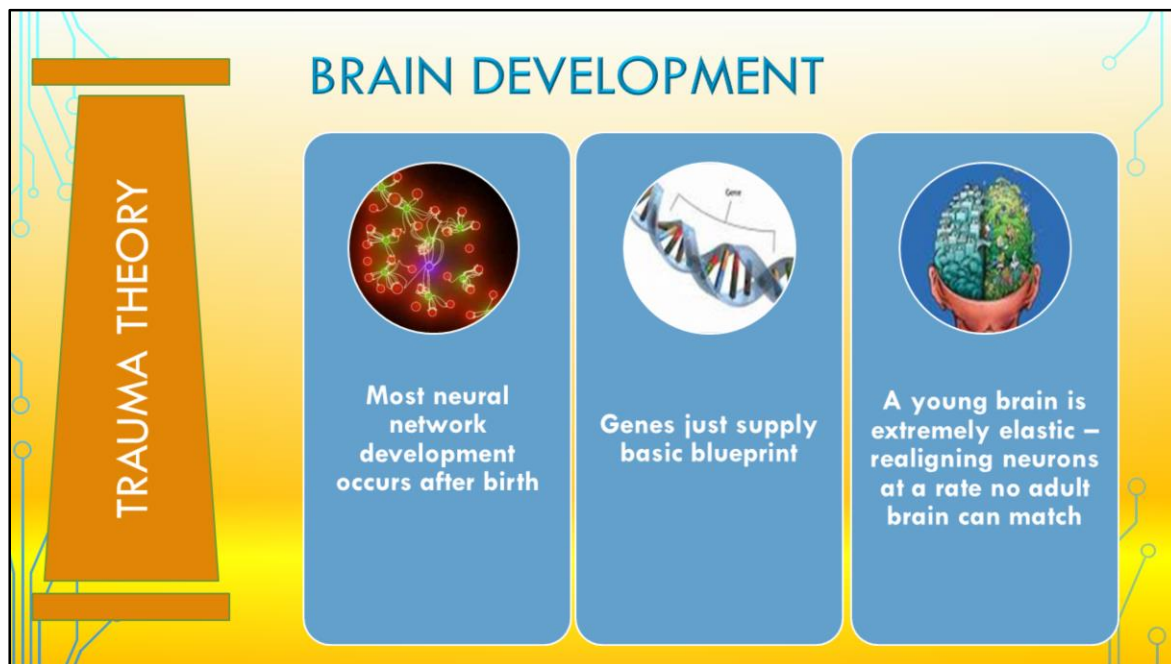 BRAIN DEVELOPMENT
TRAUMA THEORY
Gene
Most neural
network
development
occurs after birth
Genes just supply
basic blueprint
A young brain is
extremely elastic –
realigning neurons
at a rate no adult
brain can match